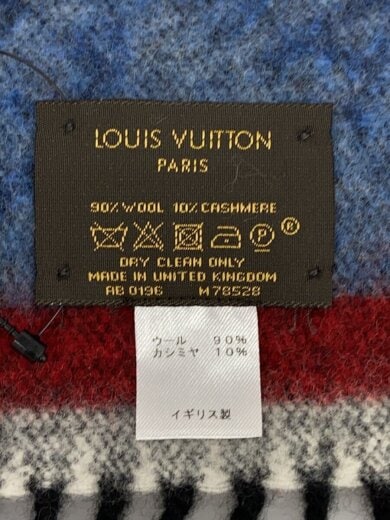 LOUIS VUITTON
PARIS
90% WOOL 10% CASHMERE
P ®
DRY CLEAN ONLY
MADE IN UNITED KINGDOM
AB 0196 M78528
ウール 90%
カシミヤ 10%
イギリス製